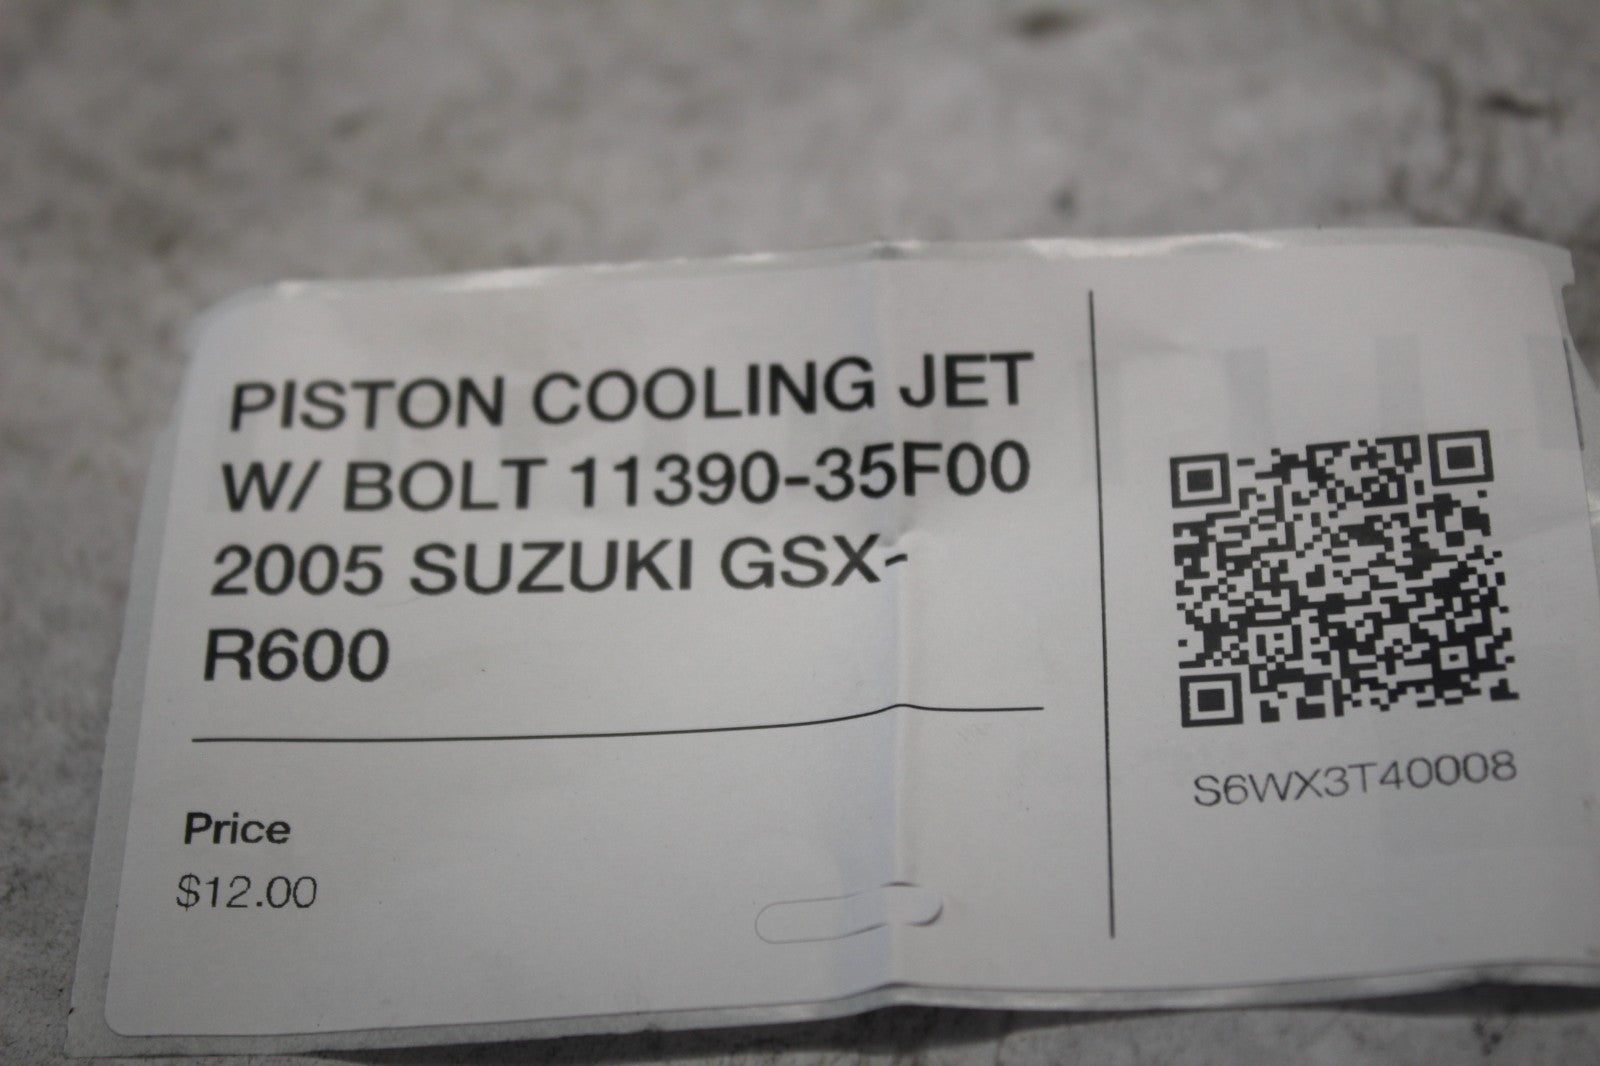 PISTON COOLING JET
W/ BOLT 11390-35F00
2005 SUZUKI GSX-
R600
Price
$12.00
S6WX3T40008